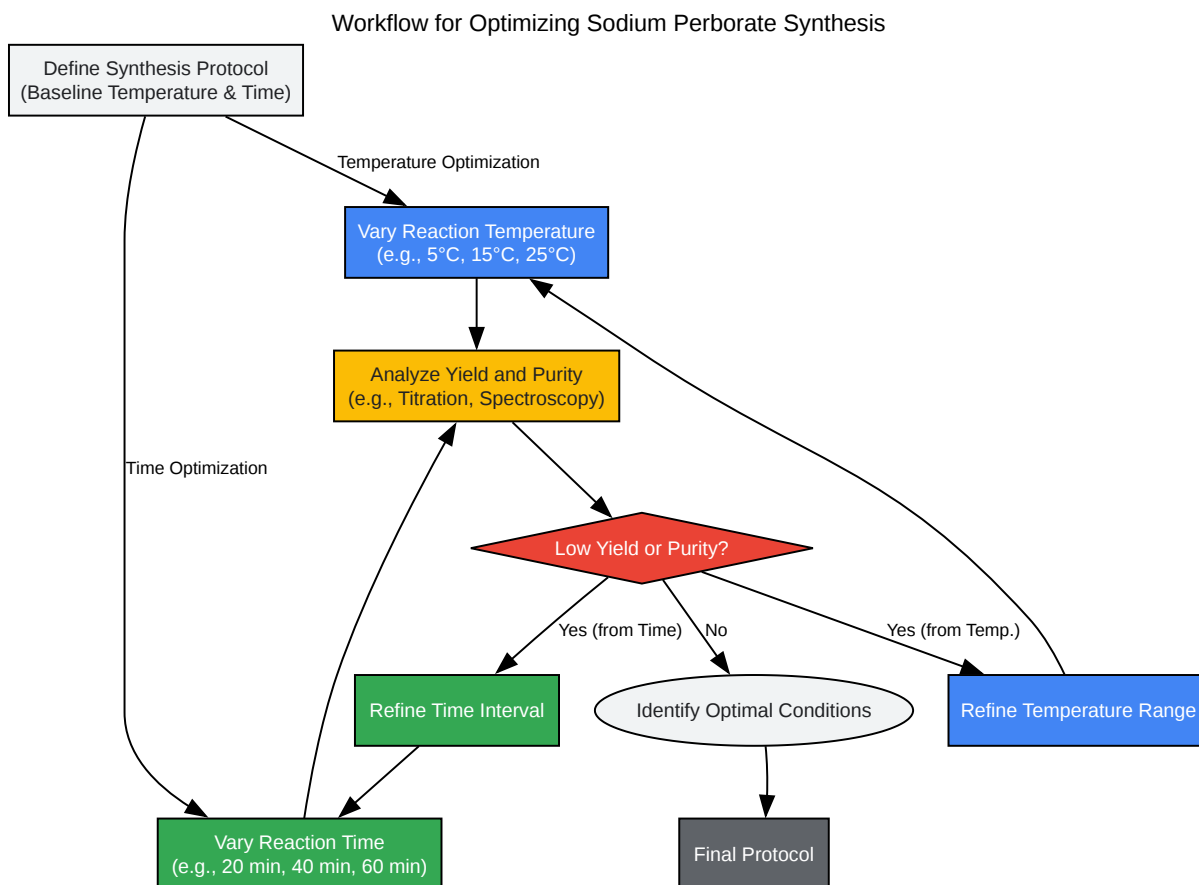 Workflow for Optimizing Sodium Perborate Synthesis
Define Synthesis Protocol
(Baseline Temperature & Time)
Temperature Optimization
Vary Reaction Temperature
(e.g., 5°C, 15°C, 25°C)
Analyze Yield and Purity
(e.g., Titration, Spectroscopy)
Time Optimization
Low Yield or Purity?
Yes (from Time)
No
Yes (from Temp.)
Refine Time Interval
Identify Optimal Conditions
Refine Temperature Range
Vary Reaction Time
(e.g., 20 min, 40 min, 60 min)
Final Protocol